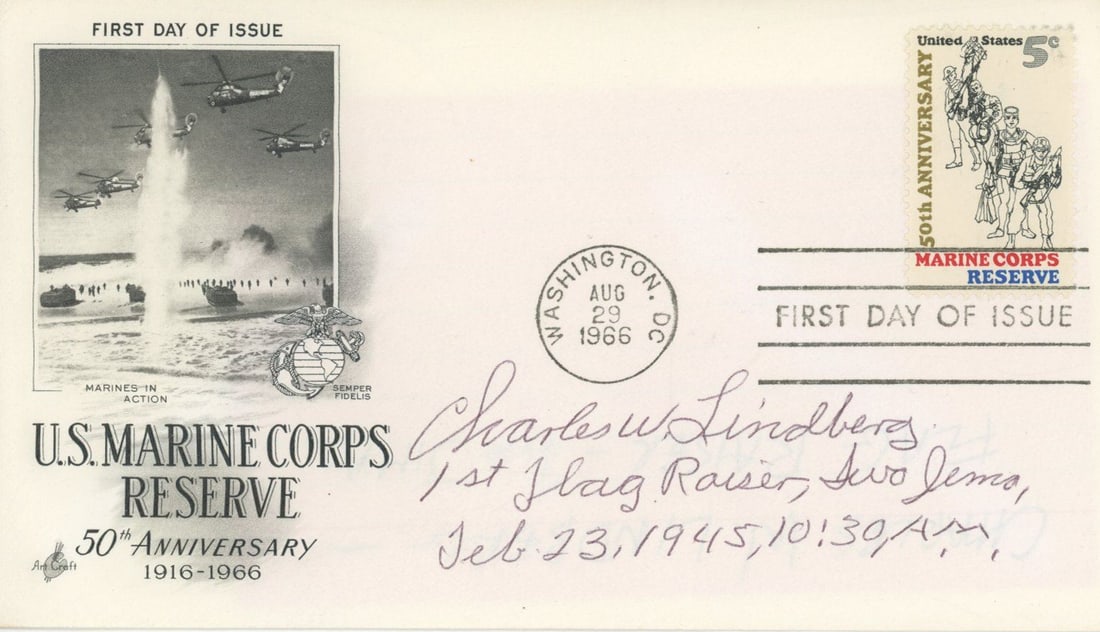 FIRST DAY OF ISSUE
United States 5c
50th ANNIVERSARY
MARINE CORPS
RESERVE
WASHINGTON, DC
AUG
29
1966
FIRST DAY OF ISSUE
MARINES IN
ACTION
SEMPER
FIDELIS
U.S. MARINE CORPS
RESERVE
50th ANNIVERSARY
1916-1966
Art Craft
Charles W. Lindberg
1st Flag Raiser, Iwo Jima,
Feb. 23, 1945, 10:30, A.M.